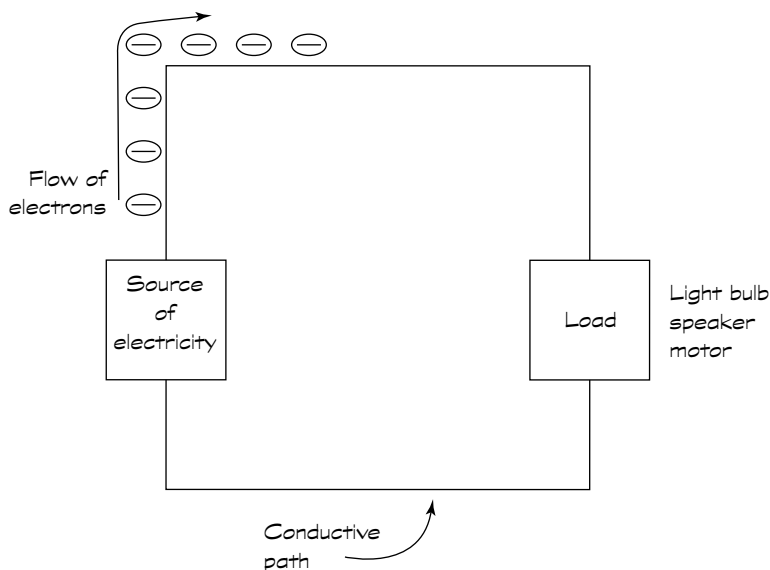 Flow of
electrons
Source
of
electricity
Load
Light bulb
speaker
motor
Conductive
path